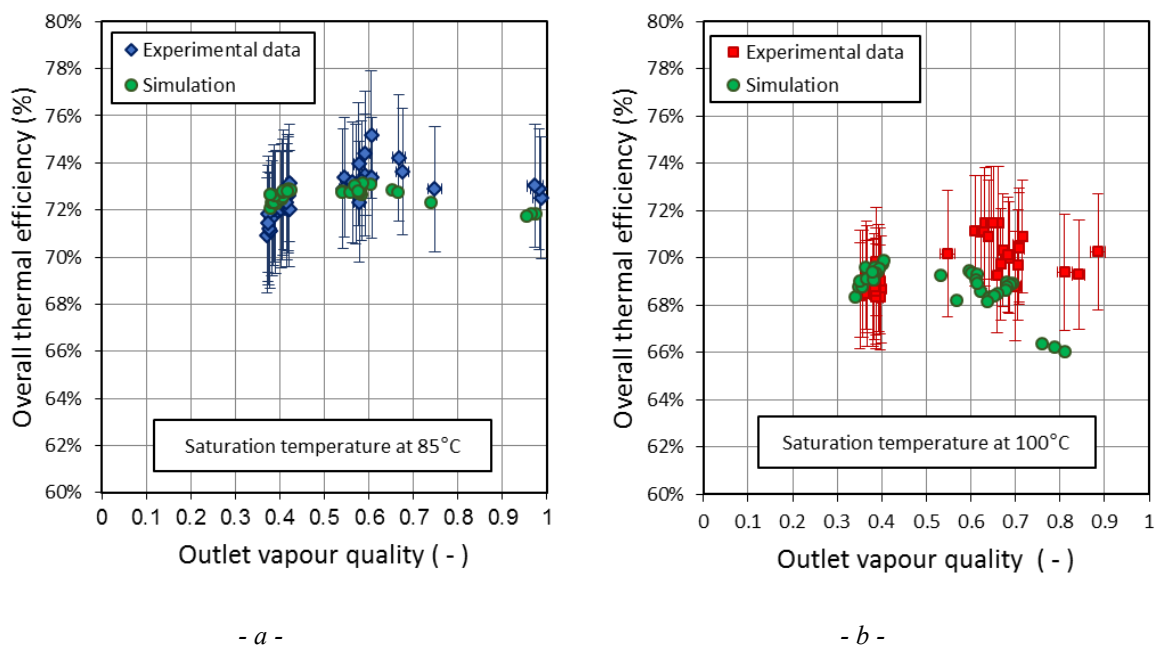 80%
78%
76%
74%
72%
70%
68%
66%
64%
62%
60%
Overall thermal efficiency (%)
Experimental data
Simulation
Saturation temperature at 85°C
0 0.1 0.2 0.3 0.4 0.5 0.6 0.7 0.8 0.9 1
Outlet vapour quality ( - )
- a -
80%
78%
76%
74%
72%
70%
68%
66%
64%
62%
60%
Overall thermal efficiency (%)
Experimental data
Simulation
Saturation temperature at 100°C
0 0.1 0.2 0.3 0.4 0.5 0.6 0.7 0.8 0.9 1
Outlet vapour quality ( - )
- b -